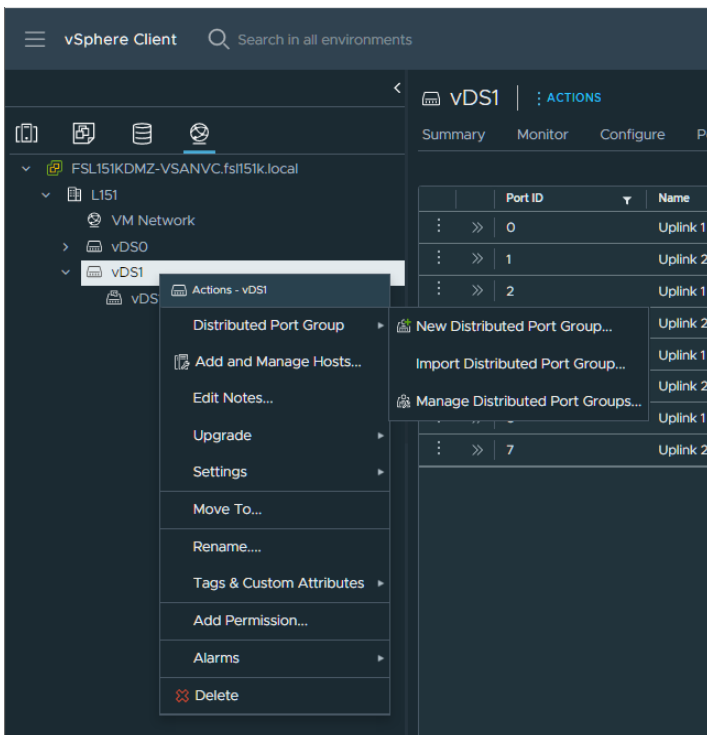 vSphere Client
Search in all environments
FSL151KDMZ-VSANVC.fsl151k.local
L151
VM Network
vDS0
vDS1
vDS
Actions - vDS1
Distributed Port Group
Add and Manage Hosts...
Edit Notes...
Upgrade
Settings
Move To...
Rename....
Tags & Custom Attributes
Add Permission...
Alarms
Delete
New Distributed Port Group...
Import Distributed Port Group...
Manage Distributed Port Groups...
vDS1
ACTIONS
Summary Monitor Configure
Port ID Name
0 Uplink 1
1 Uplink 2
2 Uplink 1
Uplink 2
Uplink 1
Uplink 2
Uplink 1
7 Uplink 2